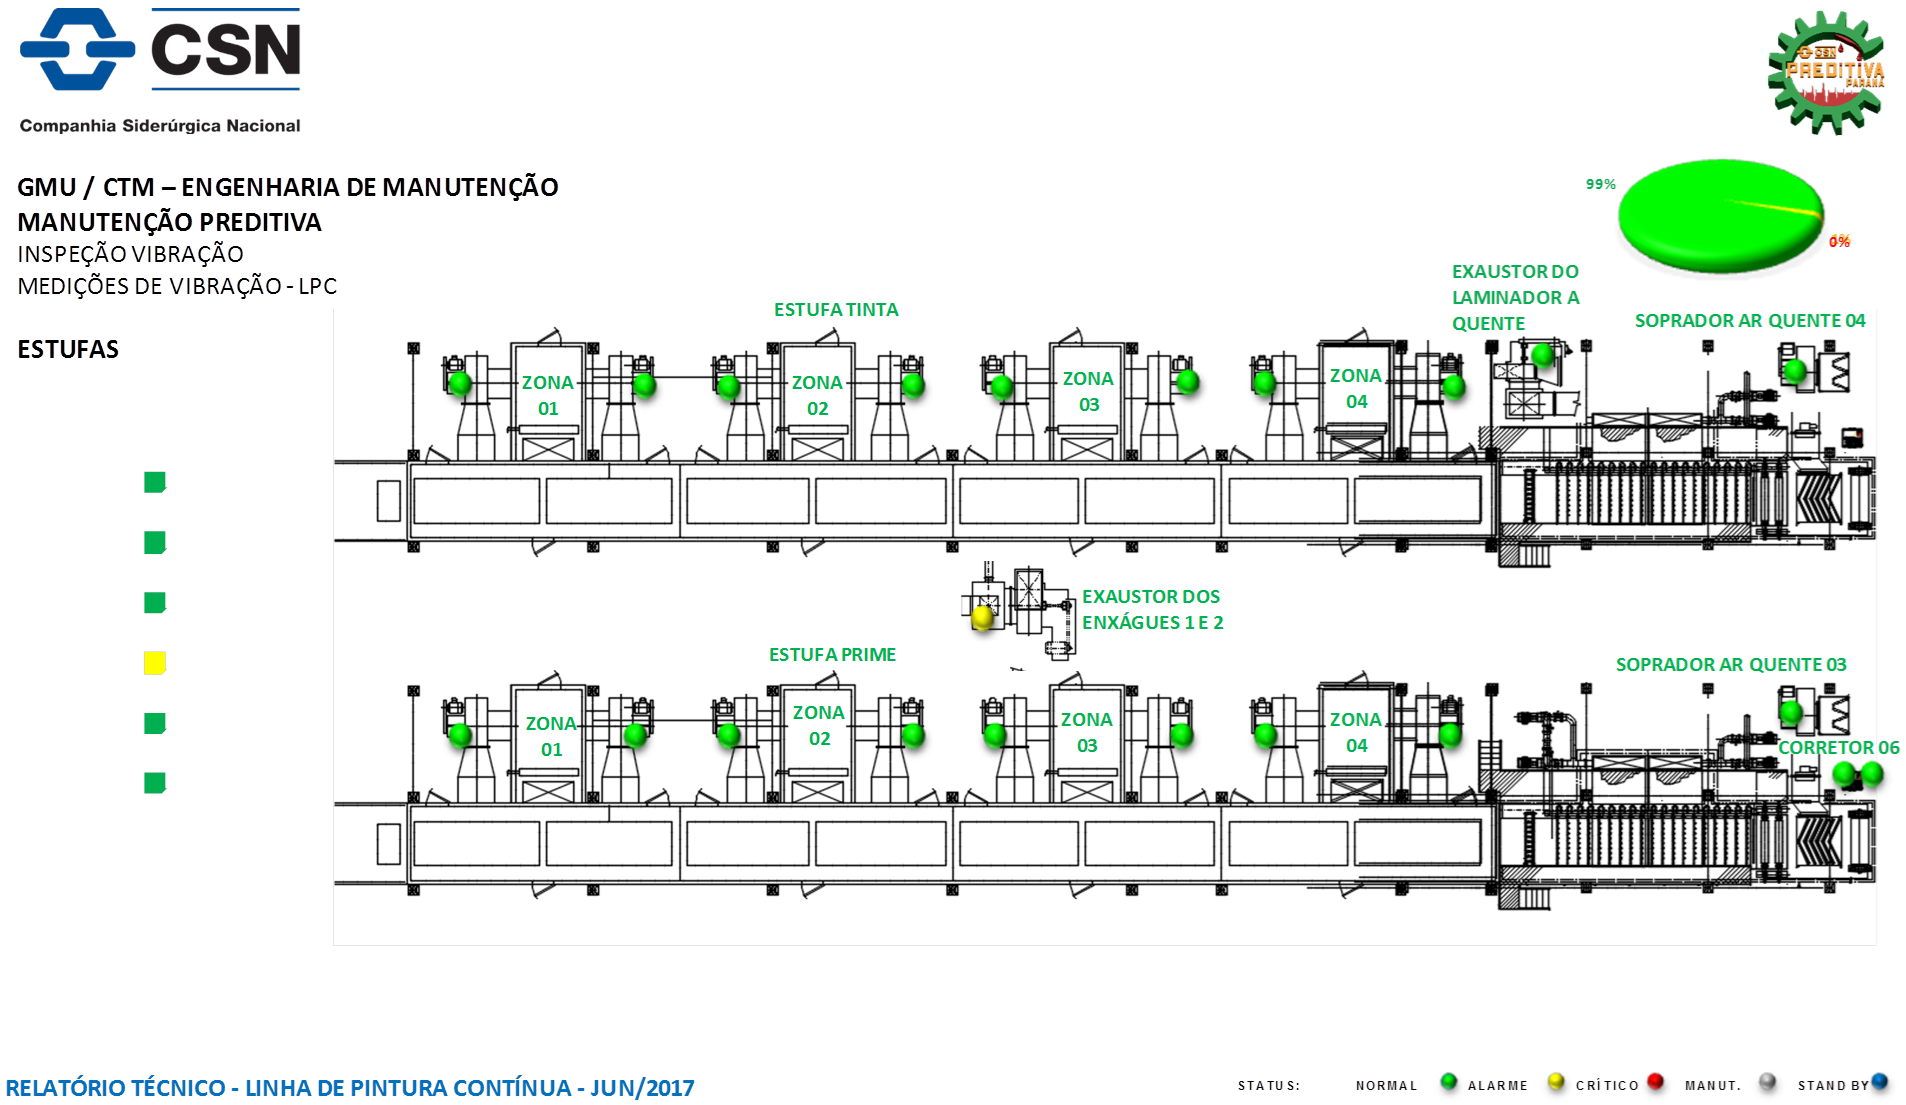 CSN
Companhia Siderúrgica Nacional
CSN
PREDITIVA
PARANÁ
GMU / CTM – ENGENHARIA DE MANUTENÇÃO
MANUTENÇÃO PREDITIVA
INSPEÇÃO VIBRAÇÃO
MEDIÇÕES DE VIBRAÇÃO - LPC
ESTUFAS
99%
0%
ESTUFA TINTA
EXAUSTOR DO
LAMINADOR A
QUENTE
SOPRADOR AR QUENTE 04
ZONA
01
ZONA
02
ZONA
03
ZONA
04
EXAUSTOR DOS
ENXÁGUES 1 E 2
ESTUFA PRIME
SOPRADOR AR QUENTE 03
ZONA
01
ZONA
02
ZONA
03
ZONA
04
CORRETOR 06
RELATÓRIO TÉCNICO - LINHA DE PINTURA CONTÍNUA - JUN/2017
STATUS: NORMAL ALARME CRÍTICO MANUT. STAND BY